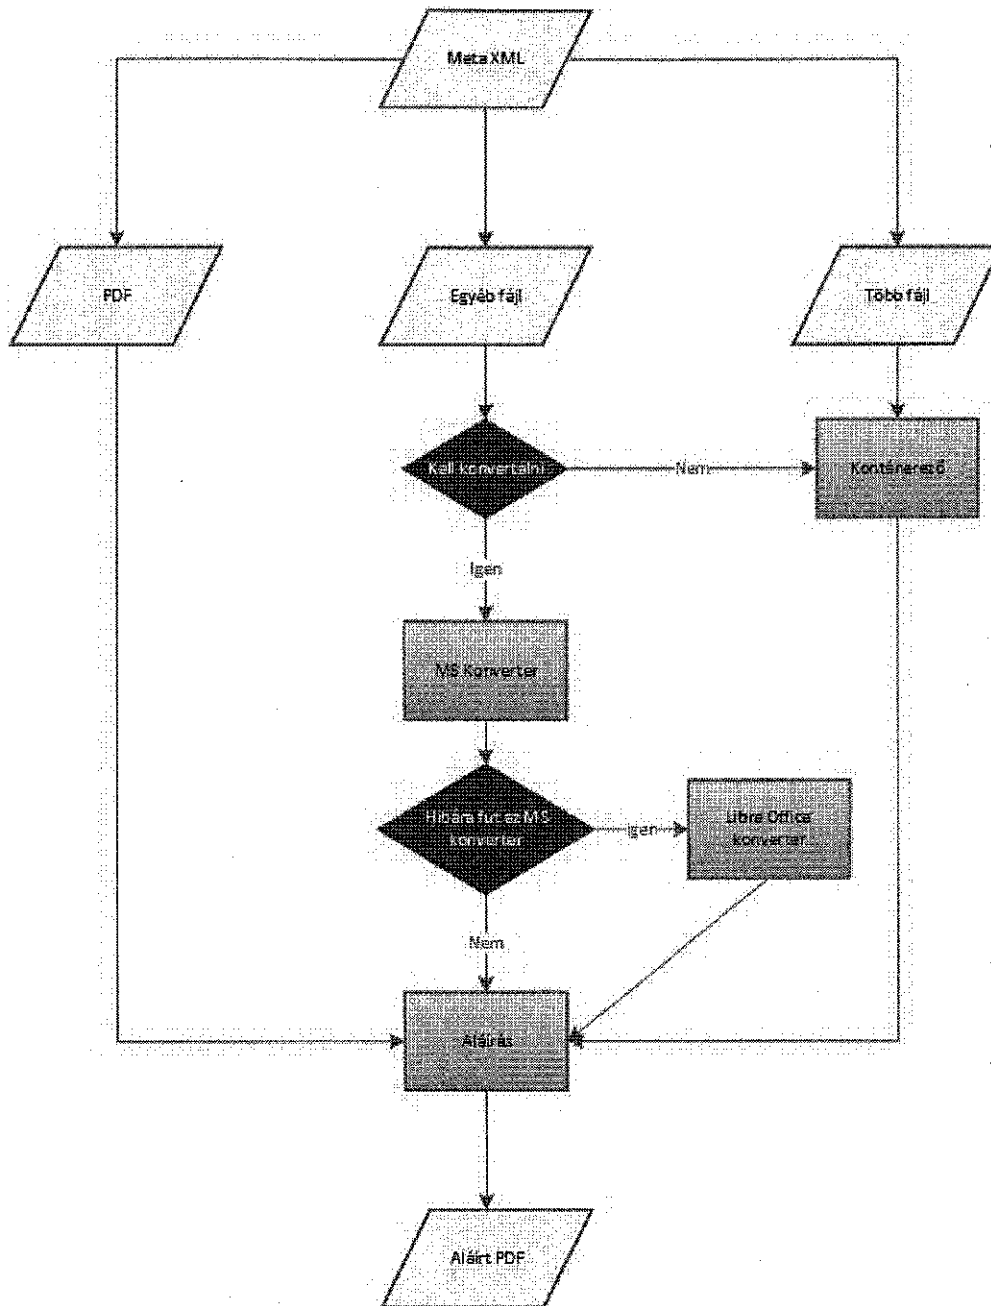 Meta XML
PDF
Egyéb fájl
Több fájl
Kell konvertálni
Nem
Konténerező
Igen
MS Konverter
Hibára fut az MS
konverter
Igen
Libre Office
konverter
Nem
Aláírás
Aláírt PDF